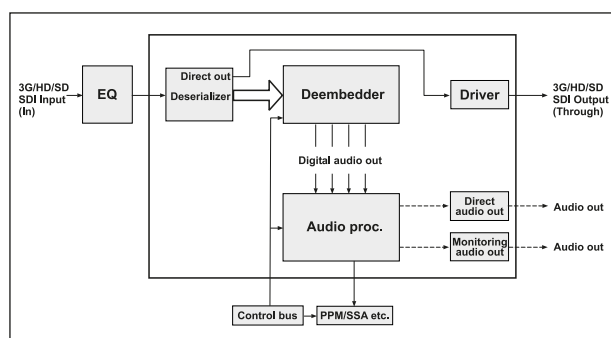 3G/HD/SD
SDI Input
(In)
EQ
Direct out
Deserializer
Deembedder
Driver
3G/HD/SD
SDI Output
(Through)
Digital audio out
Audio proc.
Direct
audio out
Audio out
Monitoring
audio out
Audio out
Control bus
PPM/SSA etc.